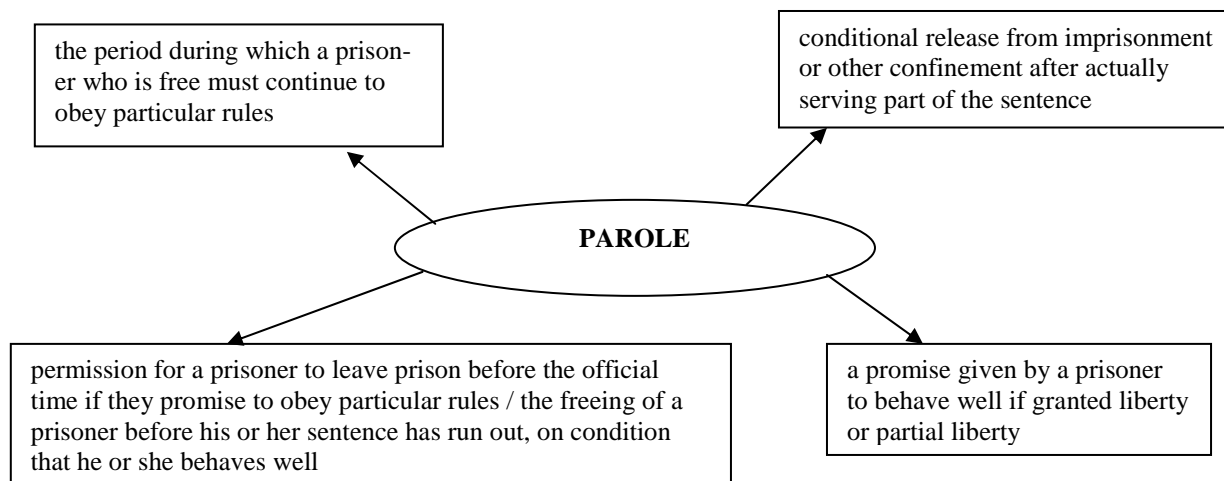 the period during which a prison-
er who is free must continue to
obey particular rules
conditional release from imprisonment
or other confinement after actually
serving part of the sentence
PAROLE
permission for a prisoner to leave prison before the official
time if they promise to obey particular rules / the freeing of a
prisoner before his or her sentence has run out, on condition
that he or she behaves well
a promise given by a prisoner
to behave well if granted liberty
or partial liberty